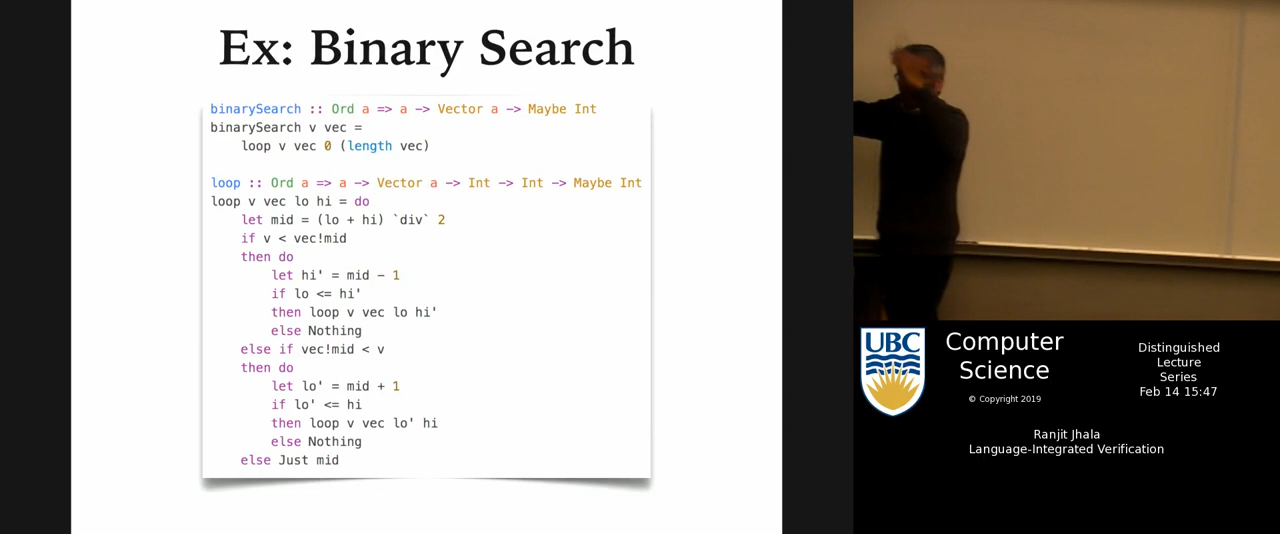 Ex: Binary Search
binarySearch :: Ord a => a -> Vector a -> Maybe Int
binarySearch v vec =
    loop v vec 0 (length vec)
loop :: Ord a => a -> Vector a -> Int -> Int -> Maybe Int
loop v vec lo hi = do
    let mid = (lo + hi) `div` 2
    if v < vec!mid
    then do
        let hi' = mid - 1
        if lo <= hi'
        then loop v vec lo hi'
        else Nothing
    else if vec!mid < v
    then do
        let lo' = mid + 1
        if lo' <= hi
        then loop v vec lo' hi
        else Nothing
    else Just mid
UBC
Computer
Science
© Copyright 2019
Distinguished
Lecture
Series
Feb 14 15:47
Ranjit Jhala
Language-Integrated Verification